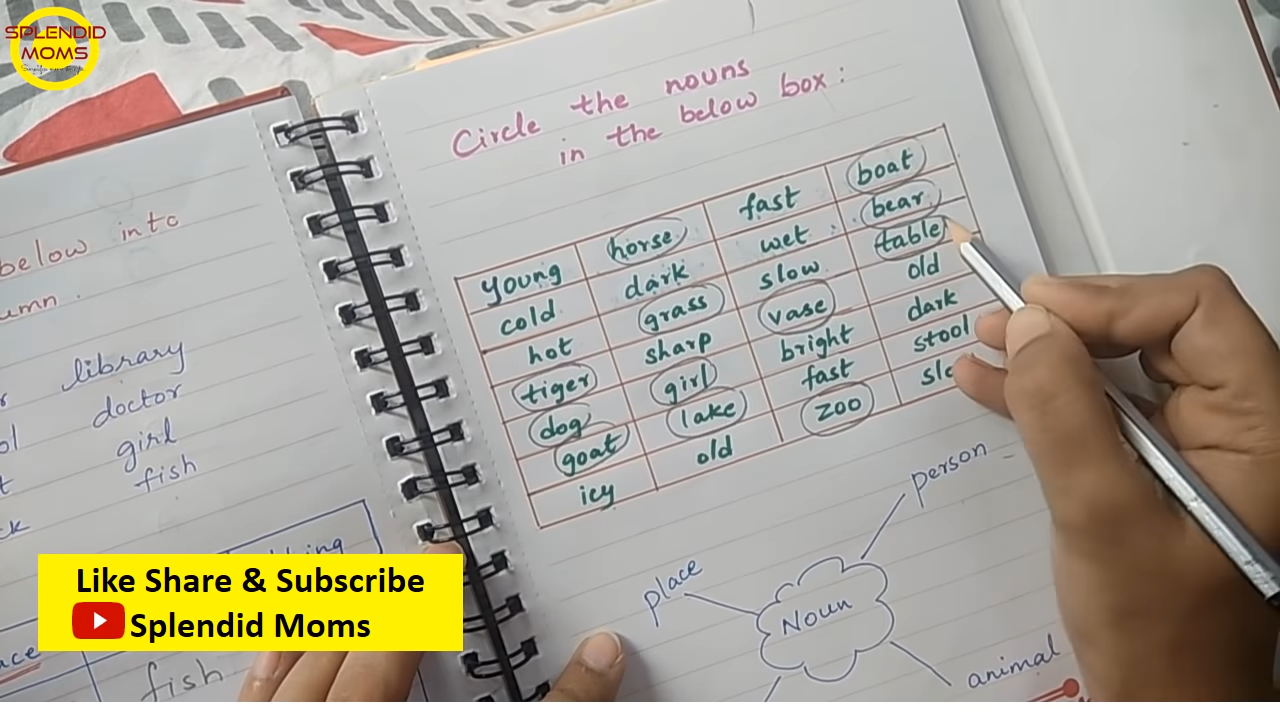 SPLENDID
MOMS
below into
umn.
library
doctor
girl
fish
fish
Circle the nouns
in the below box:
young horse fast boat
cold dark wet bear
hot grass slow table
tiger sharp vase old
dog girl bright dark
goat lake fast stool
icy old zoo
Noun
person
place
animal
Like Share & Subscribe
Splendid Moms